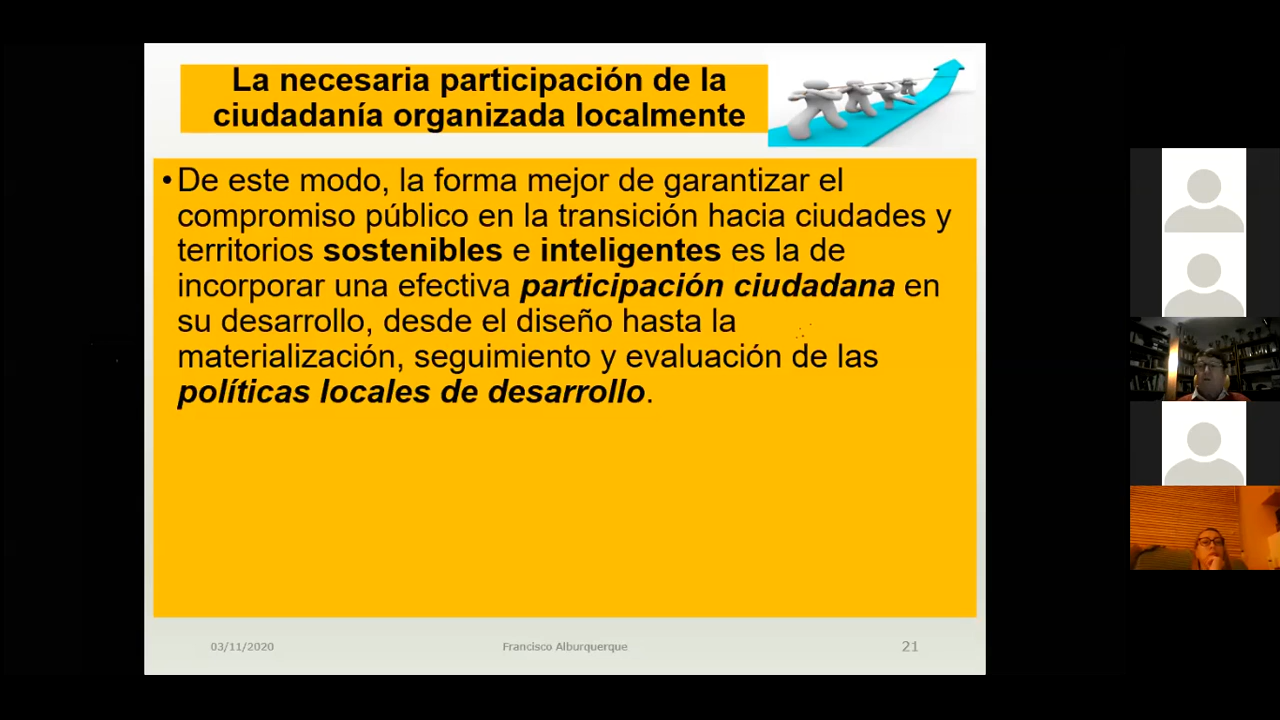 La necesaria participación de la
ciudadanía organizada localmente
•De este modo, la forma mejor de garantizar el
compromiso público en la transición hacia ciudades y
territorios sostenibles e inteligentes es la de
incorporar una efectiva participación ciudadana en
su desarrollo, desde el diseño hasta la
materialización, seguimiento y evaluación de las
políticas locales de desarrollo.
03/11/2020
Francisco Alburquerque
21